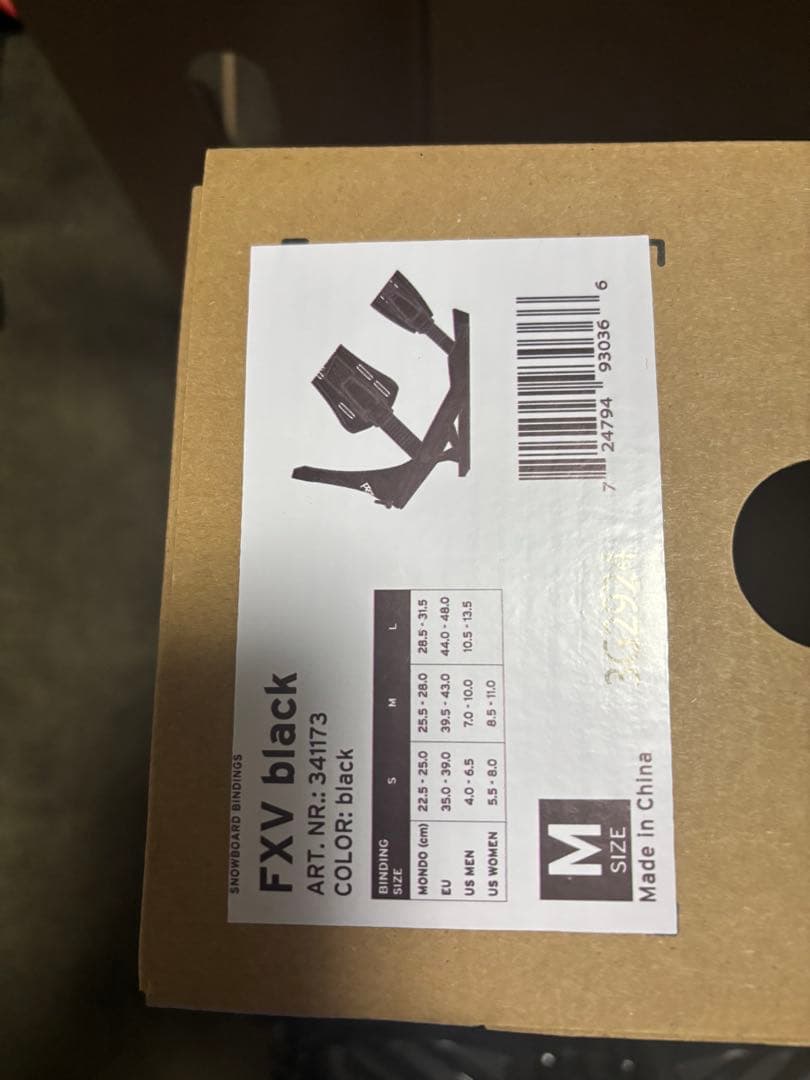 SNOWBOARD BINDINGS
FXV black
ART. NR.: 341173
COLOR: black
BINDING SIZE S M L
MONDO (cm) 22.5 - 25.0 25.5 - 28.0 28.5 - 31.5
EU 35.0 - 39.0 39.5 - 43.0 44.0 - 48.0
US MEN 4.0 - 6.5 7.0 - 10.0 10.5 - 13.5
US WOMEN 5.5 - 8.0 8.5 - 11.0
M
SIZE
Made in China
7 24794 93036 6